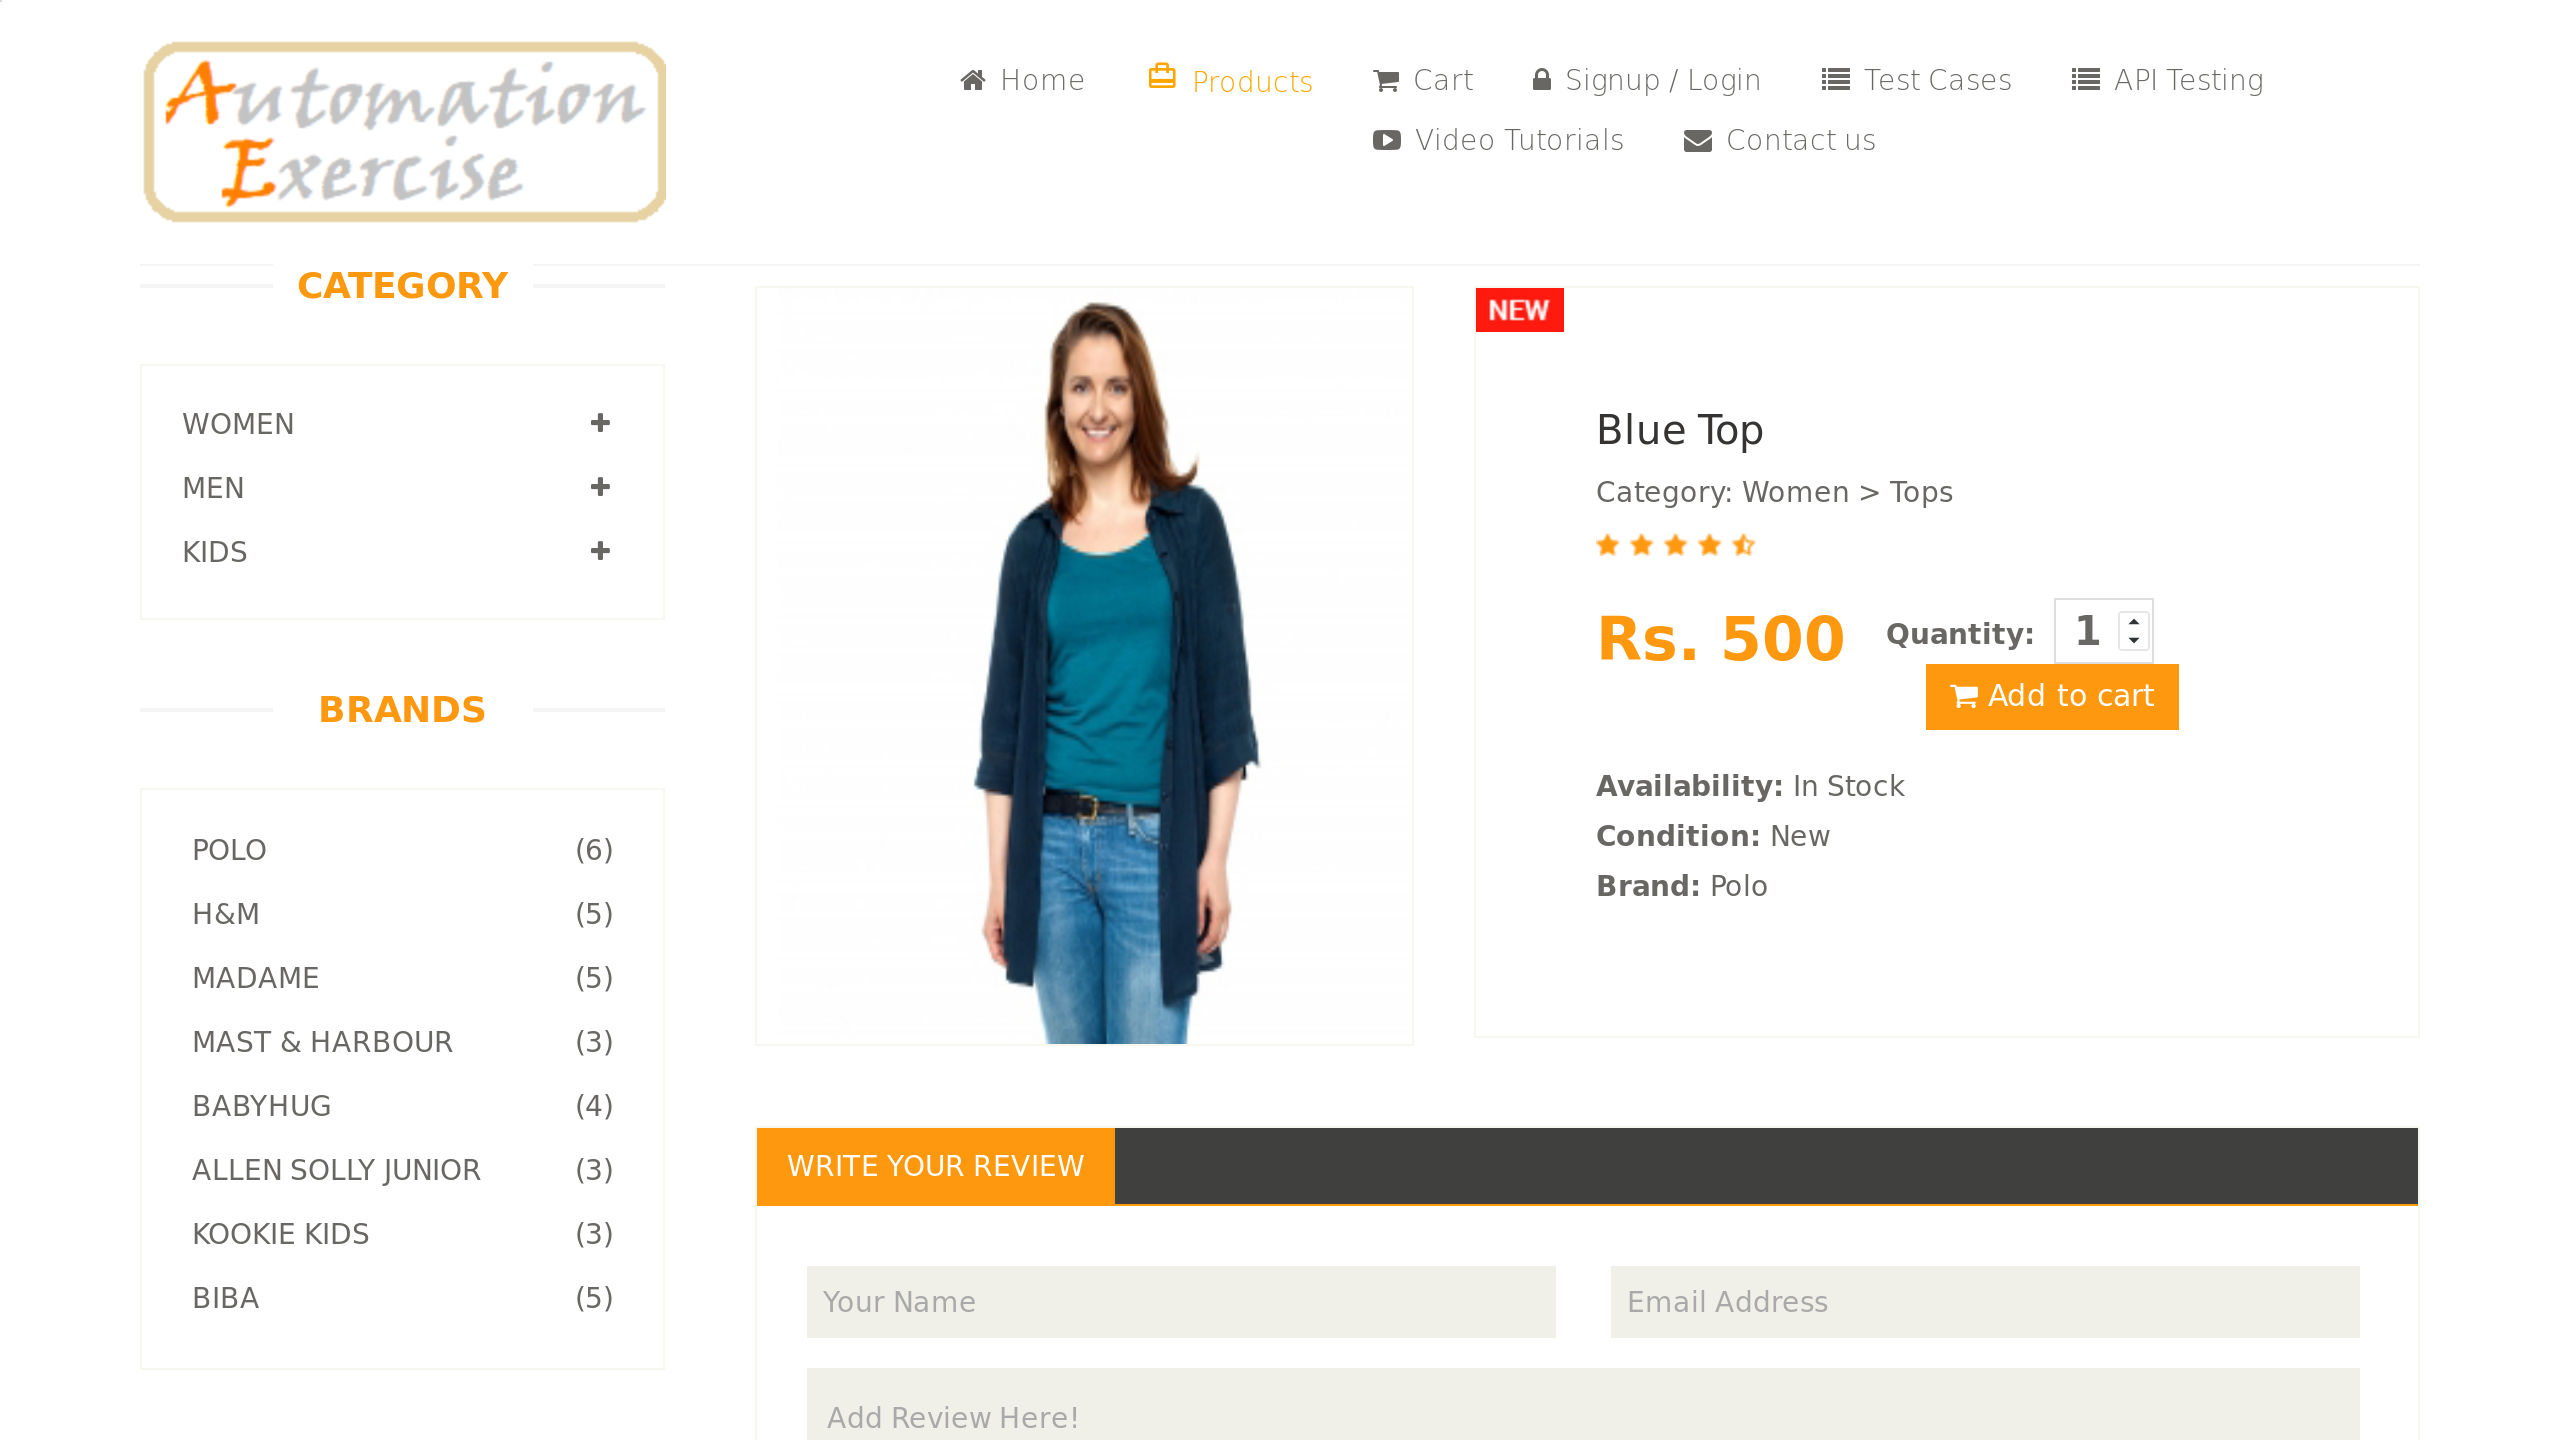 Automation
Exercise
Home
Products
Cart
Signup / Login
Test Cases
API Testing
Video Tutorials
Contact us
CATEGORY
WOMEN
MEN
KIDS
BRANDS
POLO (6)
H&M (5)
MADAME (5)
MAST & HARBOUR (3)
BABYHUG (4)
ALLEN SOLLY JUNIOR (3)
KOOKIE KIDS (3)
BIBA (5)
NEW
Blue Top
Category: Women > Tops
Rs. 500 Quantity: 1
Add to cart
Availability: In Stock
Condition: New
Brand: Polo
WRITE YOUR REVIEW
Your Name
Email Address
Add Review Here!